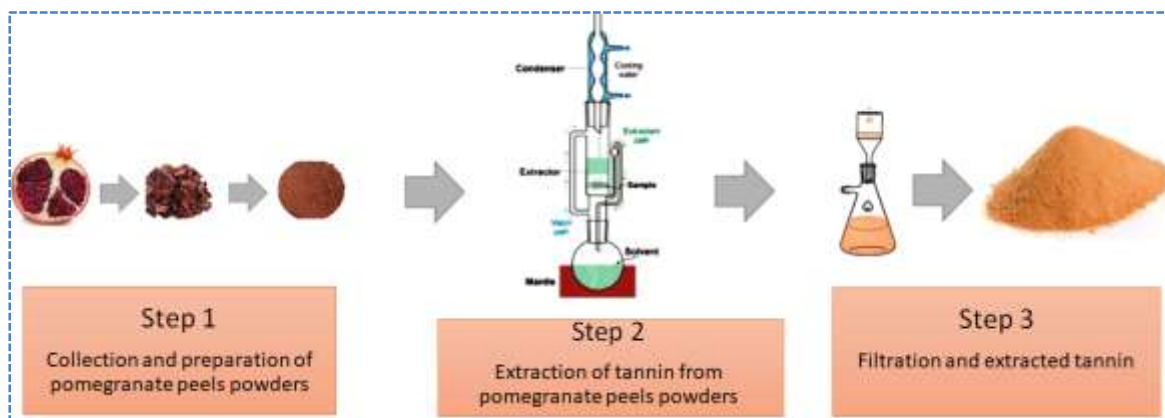 Condenser
Cooling
water
Extractor
Sample
Solvent
Mantle
Step 1
Collection and preparation of
pomegranate peels powders
Step 2
Extraction of tannin from
pomegranate peels powders
Step 3
Filtration and extracted tannin